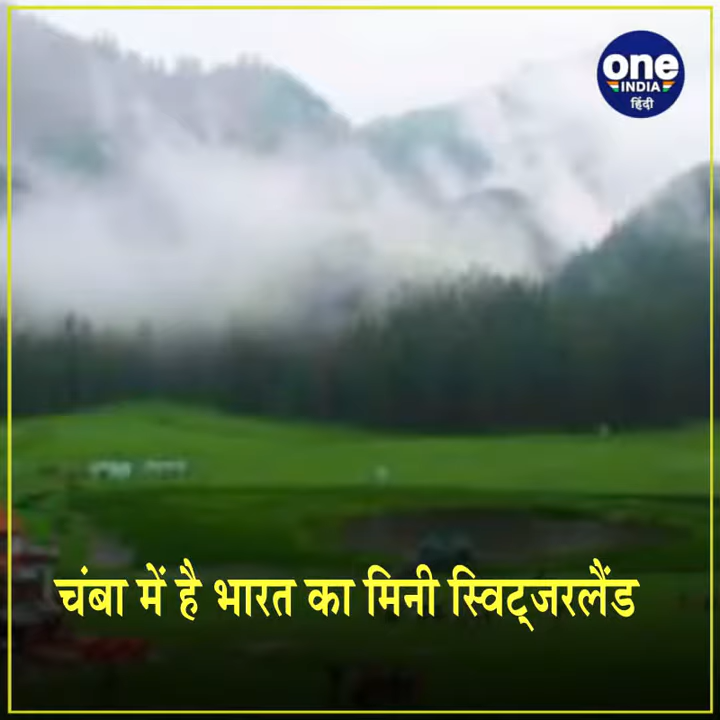 one
INDIA
हिंदी
चंबा में है भारत का मिनी स्विट्जरलैंड